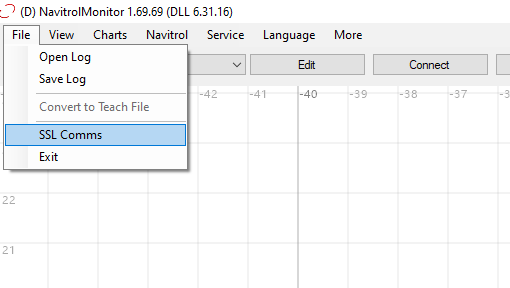 (D) NavitrolMonitor 1.69.69 (DLL 6.31.16)
File View Charts Navitrol Service Language More
Open Log
Edit Connect
Save Log
-42 -41 -40 -39 -38 -37 -36
Convert to Teach File
SSL Comms
Exit
22
21